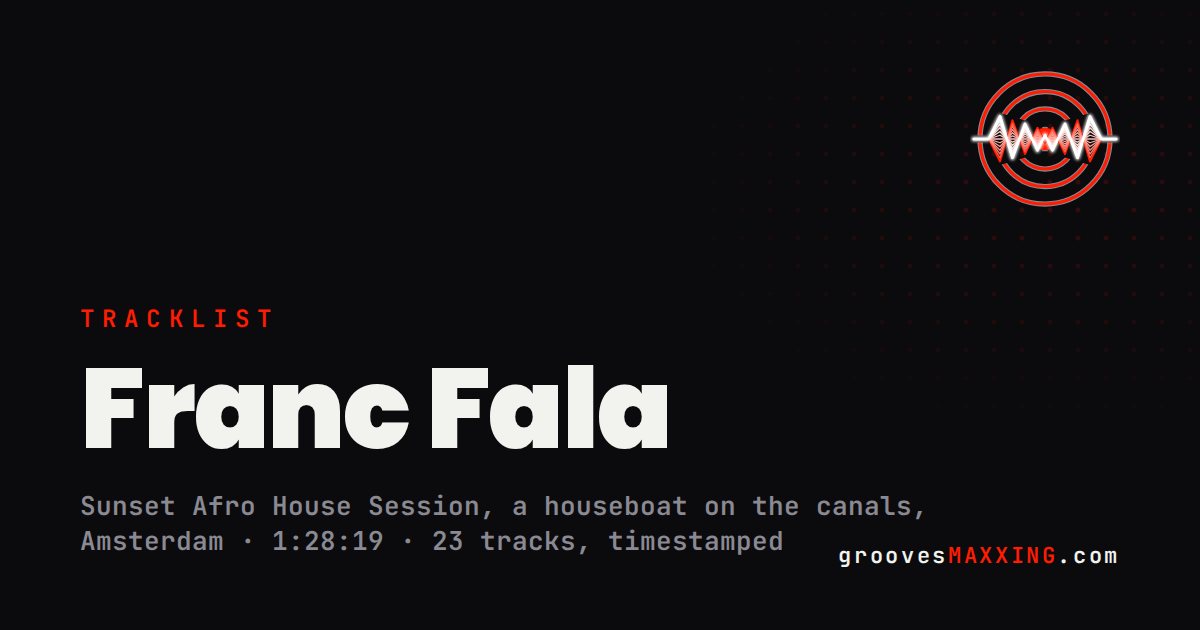 TRACKLIST
Franc Fala
Sunset Afro House Session, a houseboat on the canals,
Amsterdam · 1:28:19 · 23 tracks, timestamped
groovesMAXXING.com